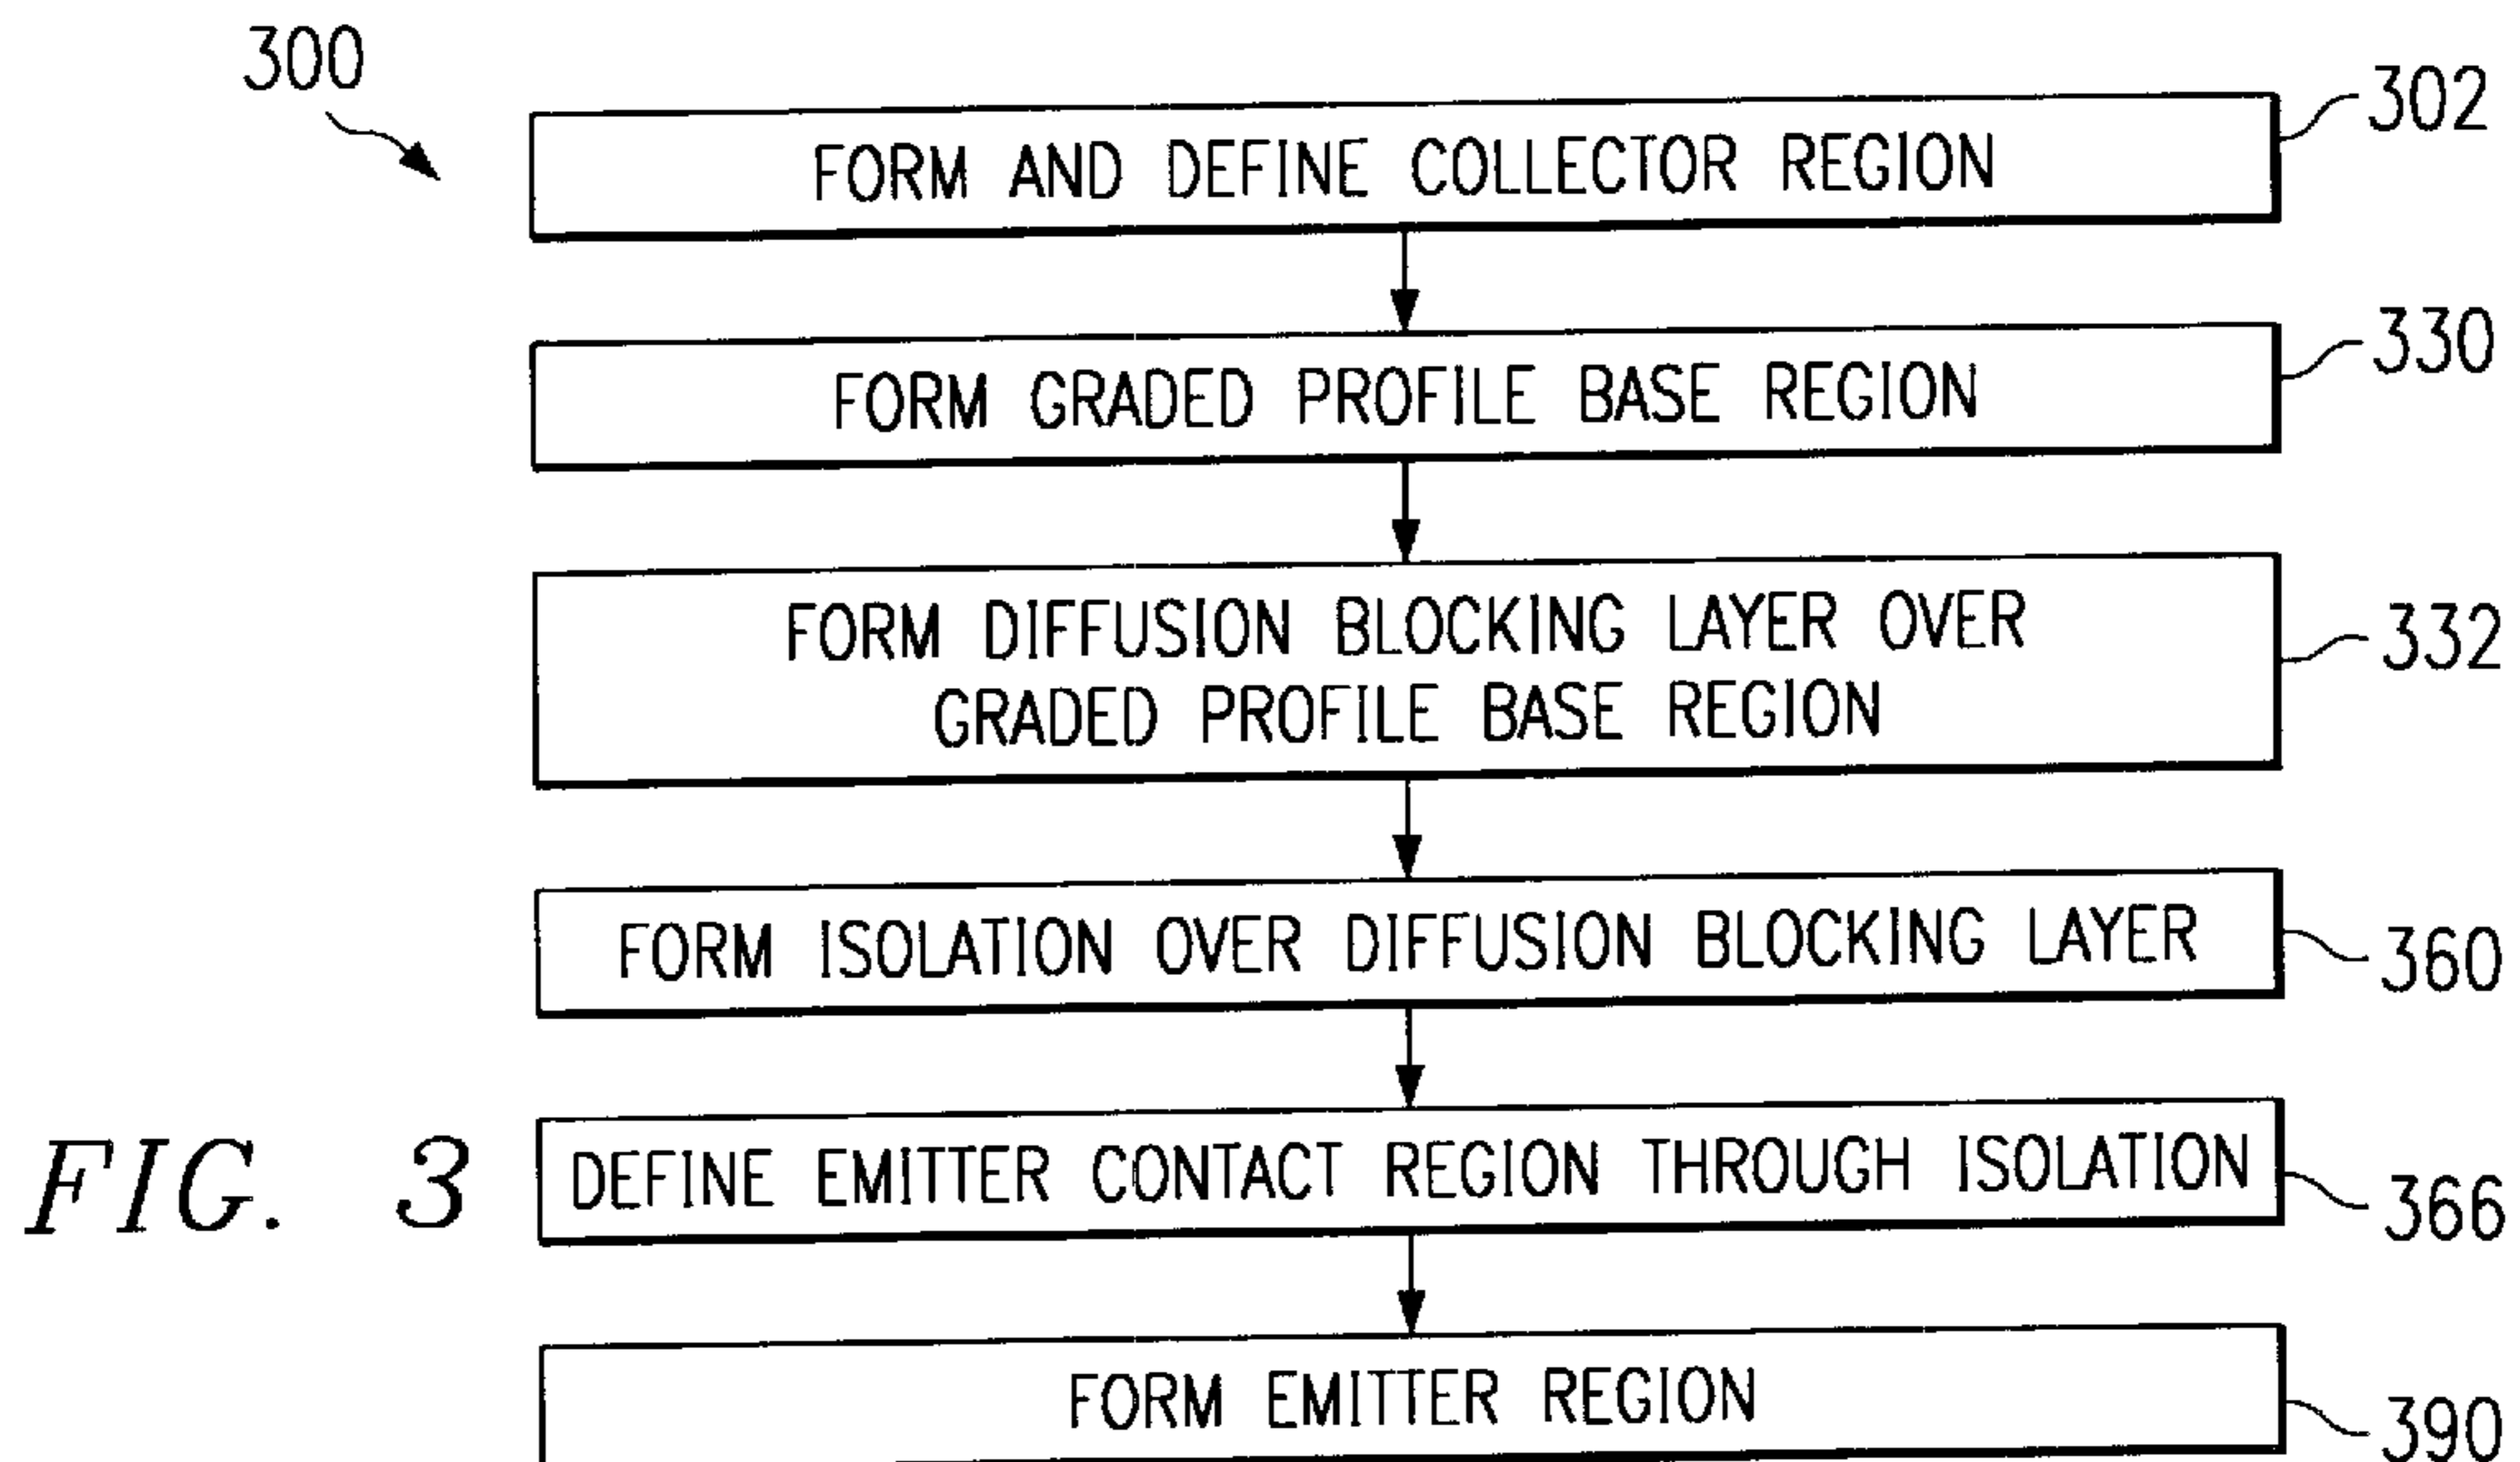 300
FORM AND DEFINE COLLECTOR REGION
302
FORM GRADED PROFILE BASE REGION
330
FORM DIFFUSION BLOCKING LAYER OVER
GRADED PROFILE BASE REGION
332
FORM ISOLATION OVER DIFFUSION BLOCKING LAYER
360
DEFINE EMITTER CONTACT REGION THROUGH ISOLATION
366
FIG. 3
FORM EMITTER REGION
390